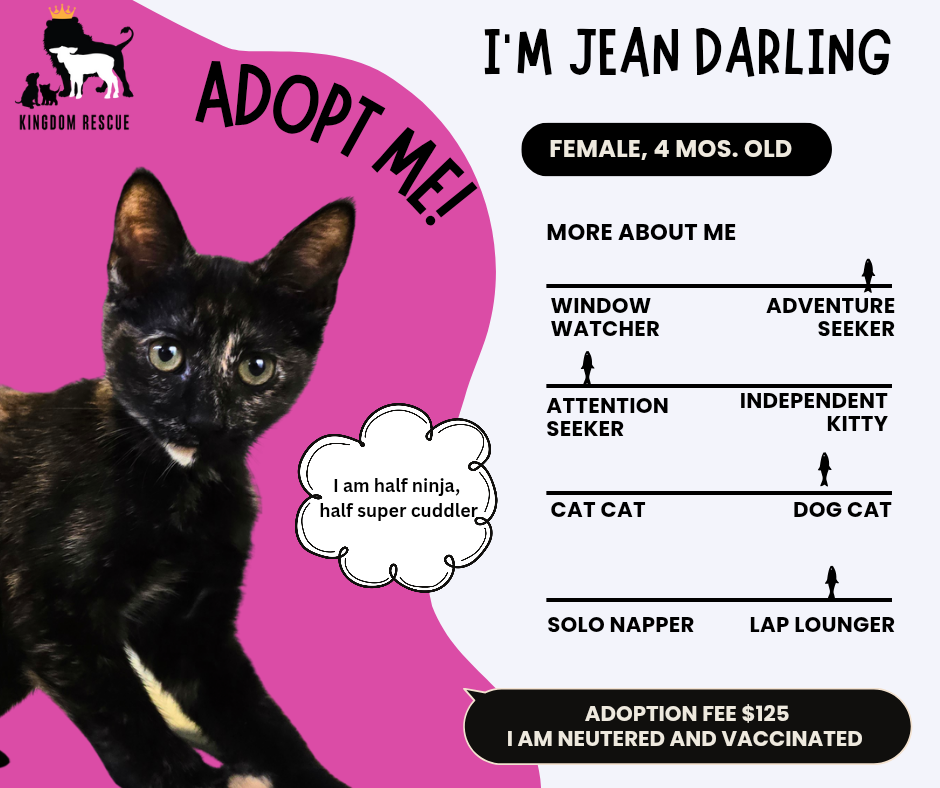 KINGDOM RESCUE
ADOPT ME!
I'M JEAN DARLING
FEMALE, 4 MOS. OLD
MORE ABOUT ME
WINDOW
WATCHER
ADVENTURE
SEEKER
ATTENTION
SEEKER
INDEPENDENT
KITTY
CAT CAT
DOG CAT
SOLO NAPPER
LAP LOUNGER
I am half ninja,
half super cuddler
ADOPTION FEE $125
I AM NEUTERED AND VACCINATED